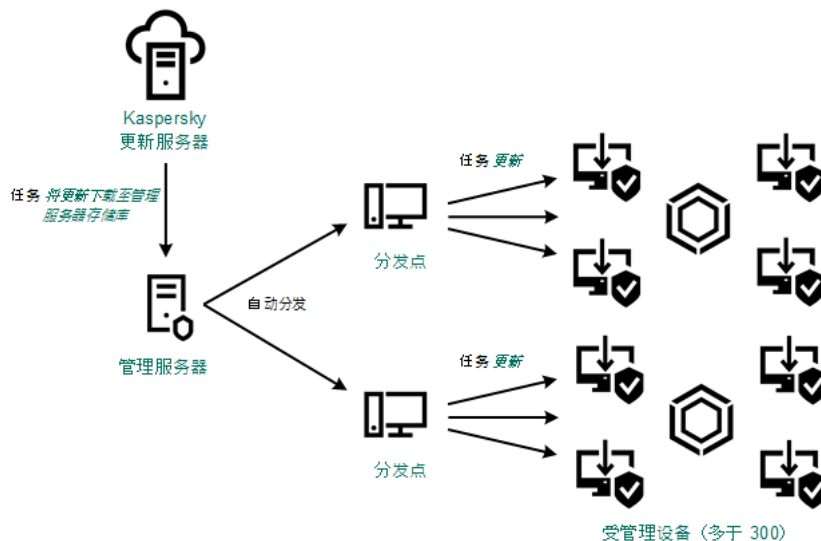 Kaspersky
更新服务器
任务 将更新下载至管理
服务器存储库
管理服务器
自动分发
分发点
任务 更新
分发点
任务 更新
受管理设备（多于 300）